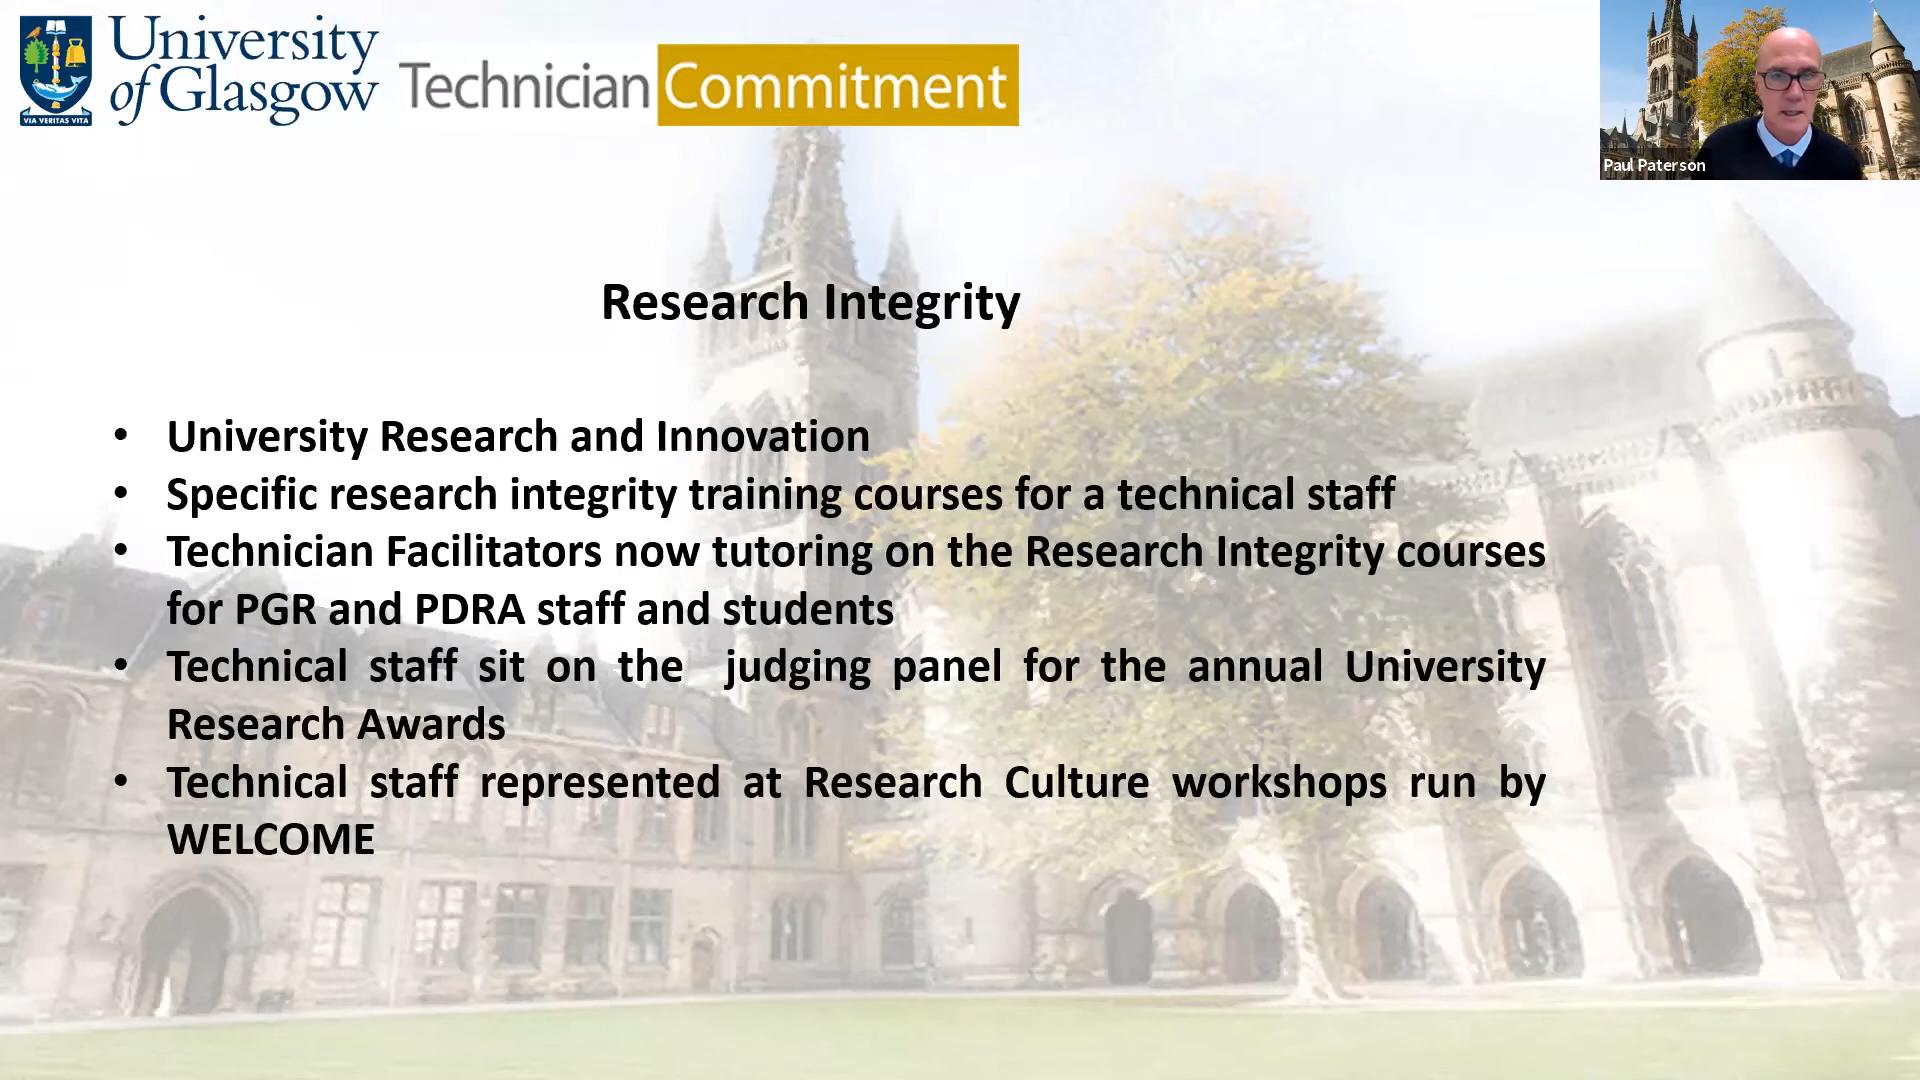 University
of Glasgow
VIA VERITAS VITA
Technician Commitment
Paul Paterson
Research Integrity
• University Research and Innovation
• Specific research integrity training courses for a technical staff
• Technician Facilitators now tutoring on the Research Integrity courses
for PGR and PDRA staff and students
• Technical staff sit on the judging panel for the annual University
Research Awards
• Technical staff represented at Research Culture workshops run by
WELCOME